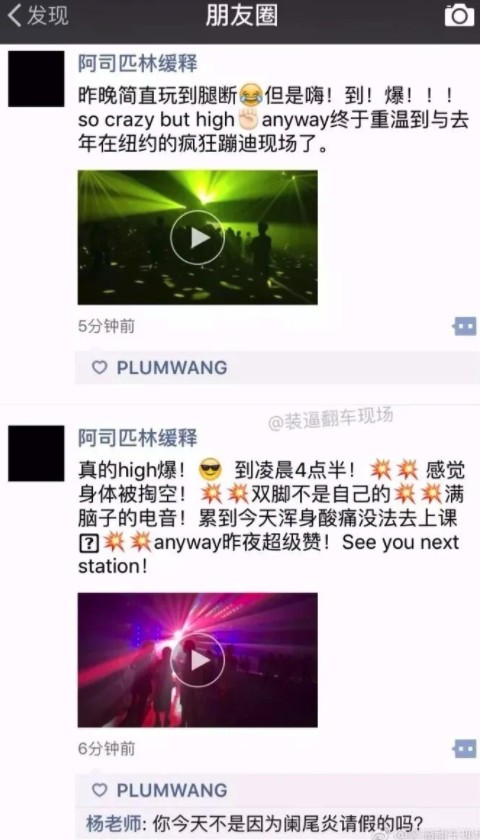 发现
朋友圈
阿司匹林缓释
昨晚简直玩到腿断😂但是嗨！到！爆！！！
so crazy but high✊🏻anyway终于重温到与去
年在纽约的疯狂蹦迪现场了。
5分钟前
PLUMWANG
@装逼翻车现场
阿司匹林缓释
真的high爆！😎 到凌晨4点半！💥💥 感觉
身体被掏空！💥💥双脚不是自己的💥💥满
脑子的电音！累到今天浑身酸痛没法去上课
?💥💥anyway昨夜超级赞！See you next
station！
6分钟前
PLUMWANG
杨老师: 你今天不是因为阑尾炎请假的吗？